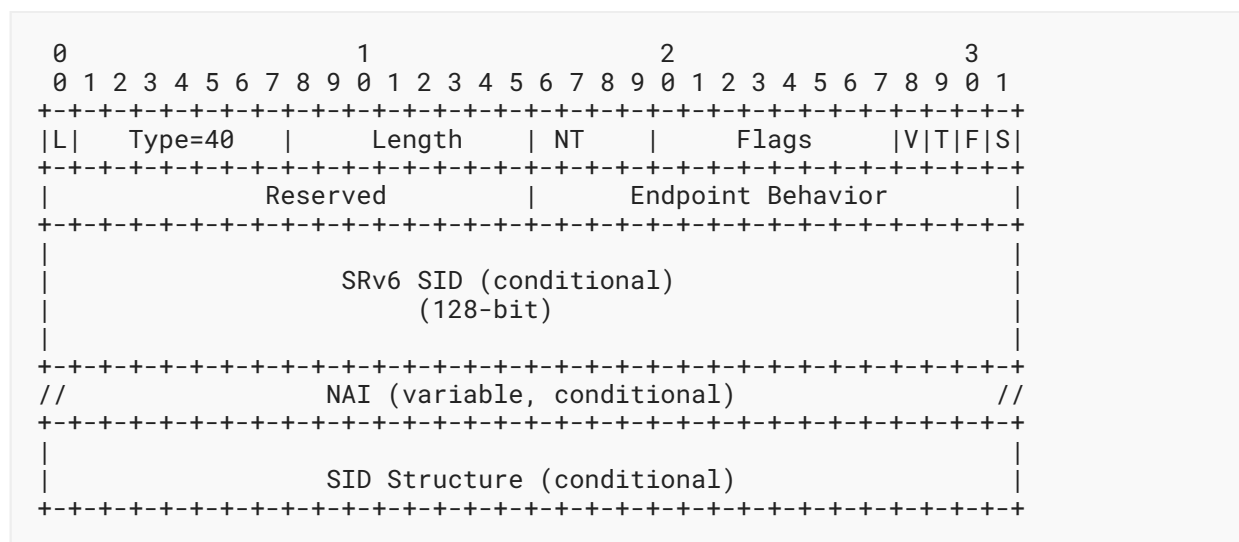 0                   1                   2                   3
 0 1 2 3 4 5 6 7 8 9 0 1 2 3 4 5 6 7 8 9 0 1 2 3 4 5 6 7 8 9 0 1
+-+-+-+-+-+-+-+-+-+-+-+-+-+-+-+-+-+-+-+-+-+-+-+-+-+-+-+-+-+-+-+-+
|L|   Type=40   |     Length    | NT    |     Flags     |V|T|F|S|
+-+-+-+-+-+-+-+-+-+-+-+-+-+-+-+-+-+-+-+-+-+-+-+-+-+-+-+-+-+-+-+-+
|              Reserved         |      Endpoint Behavior        |
+-+-+-+-+-+-+-+-+-+-+-+-+-+-+-+-+-+-+-+-+-+-+-+-+-+-+-+-+-+-+-+-+
|                                                               |
|                   SRv6 SID (conditional)                      |
|                        (128-bit)                              |
|                                                               |
+-+-+-+-+-+-+-+-+-+-+-+-+-+-+-+-+-+-+-+-+-+-+-+-+-+-+-+-+-+-+-+-+
//                 NAI (variable, conditional)                 //
+-+-+-+-+-+-+-+-+-+-+-+-+-+-+-+-+-+-+-+-+-+-+-+-+-+-+-+-+-+-+-+-+
|                                                               |
|                  SID Structure (conditional)                  |
+-+-+-+-+-+-+-+-+-+-+-+-+-+-+-+-+-+-+-+-+-+-+-+-+-+-+-+-+-+-+-+-+